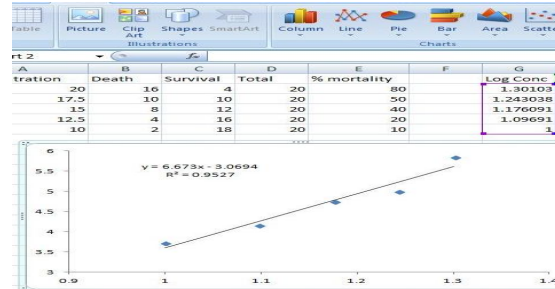 Table Picture Clip Shapes SmartArt Column Line Pie Bar Area Scatte
Art
Illustrations Charts
rt 2 fx
A B C D E F G
tration Death Survival Total % mortality Log Conc
20 16 4 20 80 1.30103
17.5 10 10 20 50 1.243038
15 8 12 20 40 1.176091
12.5 4 16 20 20 1.09691
10 2 18 20 10 1
6
y = 6.673x - 3.0694
R² = 0.9527
5
4.5
4
3.5
3
0.9 1 1.1 1.2 1.3 1.4